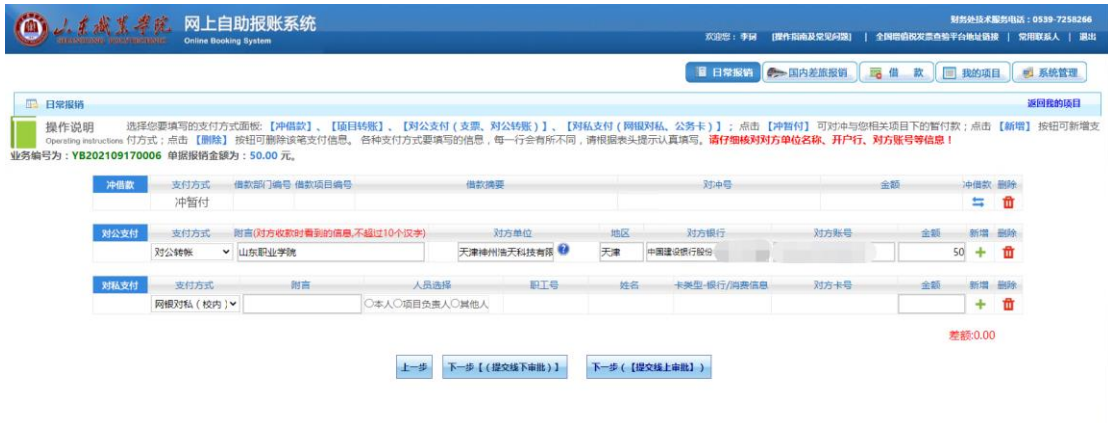 山东职业学院 网上自助报账系统 财务处技术服务电话：0539-7258266
SHANDONG POLYTECHNIC Online Booking System 欢迎您：李珂 [操作指南及常见问题] | 全国增值税发票查验平台地址链接 | 常用联系人 | 退出
日常报销 国内差旅报销 借 款 我的项目 系统管理
日常报销 返回我的项目
操作说明 选择您要填写的支付方式面板:【冲借款】、【项目转账】、【对公支付（支票、对公转账）】、【对私支付（网银对私、公务卡）】；点击 【冲暂付】 可对冲与您相关项目下的暂付款；点击 【新增】 按钮可新增支
Operating instructions 付方式；点击 【删除】 按钮可删除该笔支付信息。 各种支付方式要填写的信息，每一行会有所不同，请根据表头提示认真填写。请仔细核对对方单位名称、开户行、对方账号等信息！
业务编号为：YB202109170006 单据报销金额为：50.00 元。
冲借款 支付方式 借款部门编号 借款项目编号 借款摘要 对冲号 金额 冲借款 删除
冲暂付
对公支付 支付方式 附言(对方收款时看到的信息,不超过10个汉字) 对方单位 地区 对方银行 对方账号 金额 新增 删除
对公转帐 山东职业学院 天津神州浩天科技有限 天津 中国建设银行股份 50
对私支付 支付方式 附言 人员选择 职工号 姓名 卡类型-银行/消费信息 对方卡号 金额 新增 删除
网银对私（校内） 本人 项目负责人 其他人
差额:0.00
上一步 下一步【(提交线下审批)】 下一步(【提交线上审批】)